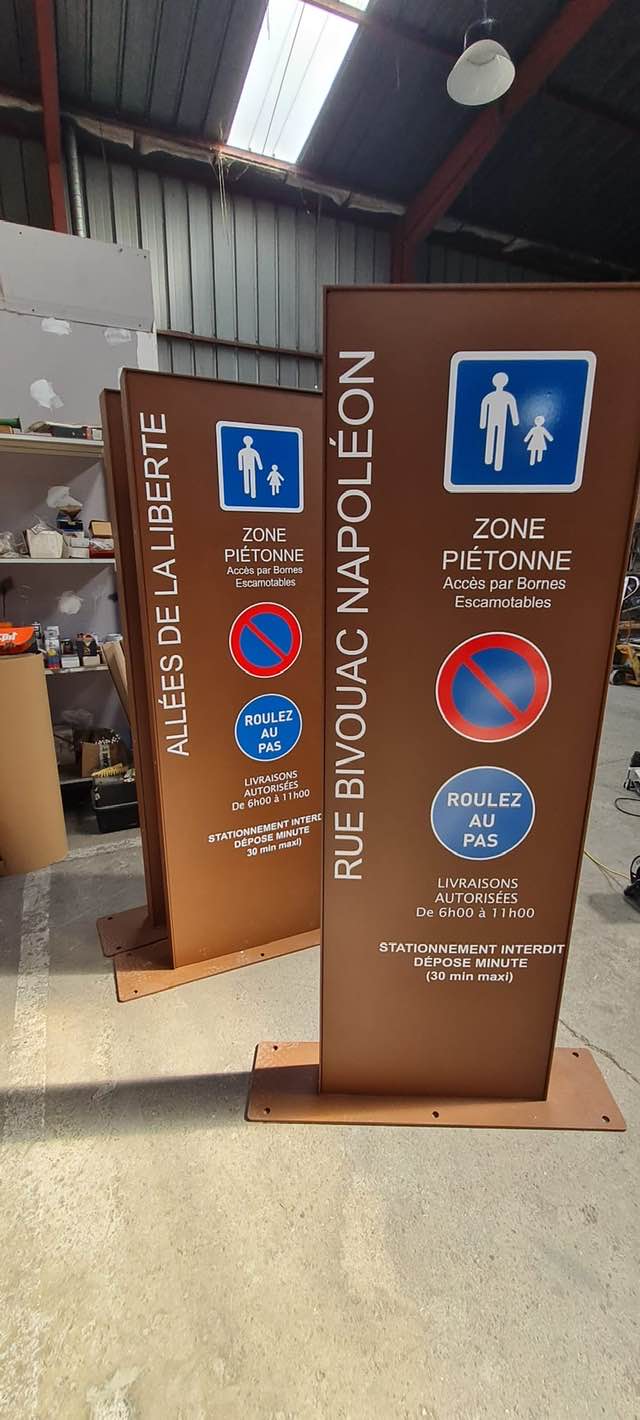 ALLÉES DE LA LIBERTE
ZONE
PIÉTONNE
Accès par Bornes
Escamotables
ROULEZ
AU
PAS
LIVRAISONS
AUTORISÉES
De 6h00 à 11h00
STATIONNEMENT INTERD
DÉPOSE MINUTE
30 min maxi)
RUE BIVOUAC NAPOLÉON
ZONE
PIÉTONNE
Accès par Bornes
Escamotables
ROULEZ
AU
PAS
LIVRAISONS
AUTORISÉES
De 6h00 à 11h00
STATIONNEMENT INTERDIT
DÉPOSE MINUTE
(30 min maxi)